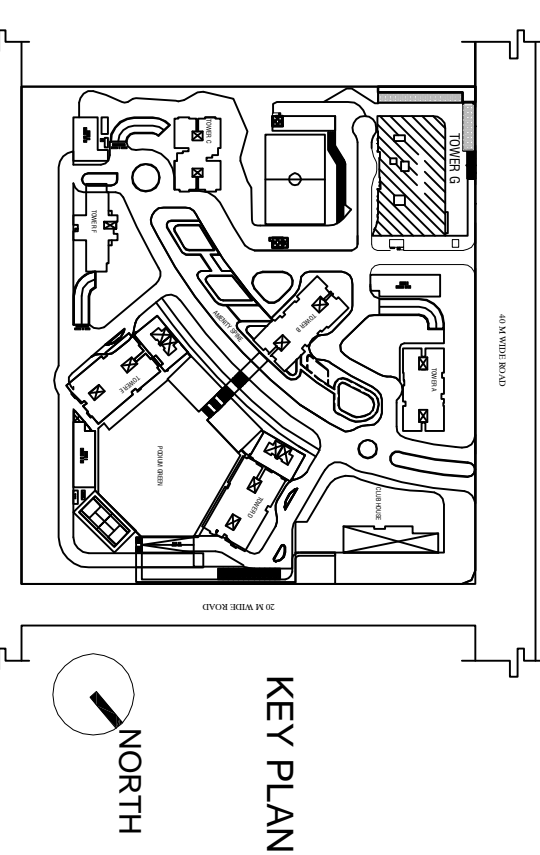 TOWER C
TOWER G
TOWER F
AMENITY SPINE
TOWER B
40 M WIDE ROAD
TOWER A
TOWER E
PODIUM GREEN
TOWER D
CLUB HOUSE
20 M WIDE ROAD
NORTH
KEY PLAN